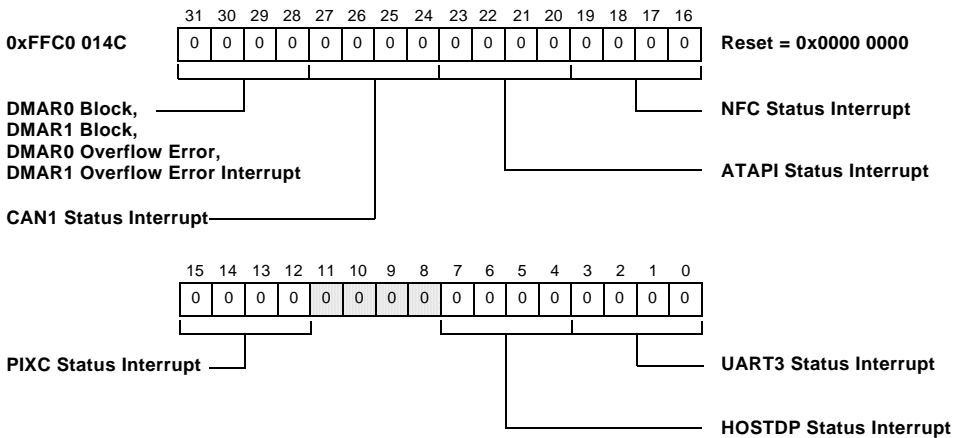 31 30 29 28 27 26 25 24 23 22 21 20 19 18 17 16
0xFFC0 014C 0 0 0 0 0 0 0 0 0 0 0 0 0 0 0 0 Reset = 0x0000 0000
DMAR0 Block, NFC Status Interrupt
DMAR1 Block,
DMAR0 Overflow Error,
DMAR1 Overflow Error Interrupt ATAPI Status Interrupt
CAN1 Status Interrupt
15 14 13 12 11 10 9 8 7 6 5 4 3 2 1 0
0 0 0 0 0 0 0 0 0 0 0 0 0 0 0 0
PIXC Status Interrupt UART3 Status Interrupt
HOSTDP Status Interrupt